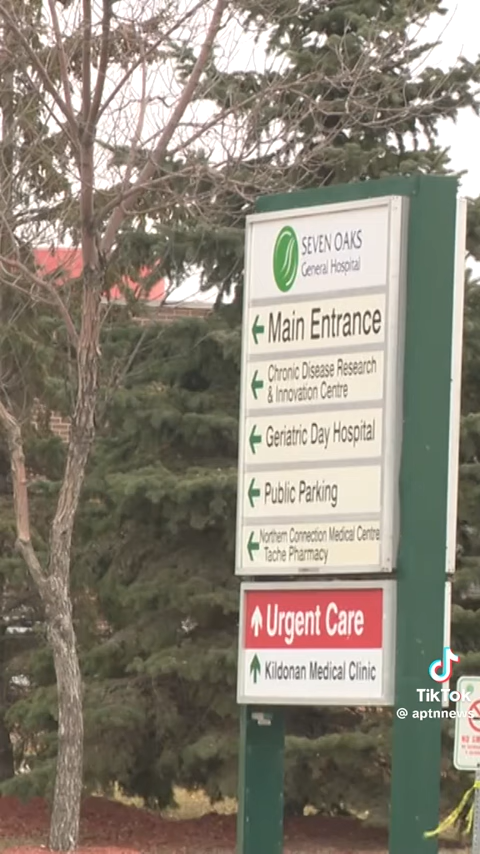 SEVEN OAKS
General Hospital
← Main Entrance
← Chronic Disease Research
& Innovation Centre
← Geriatric Day Hospital
← Public Parking
← Northern Connection Medical Centre
Tache Pharmacy
↑ Urgent Care
↑ Kildonan Medical Clinic
TikTok
@ aptnnews